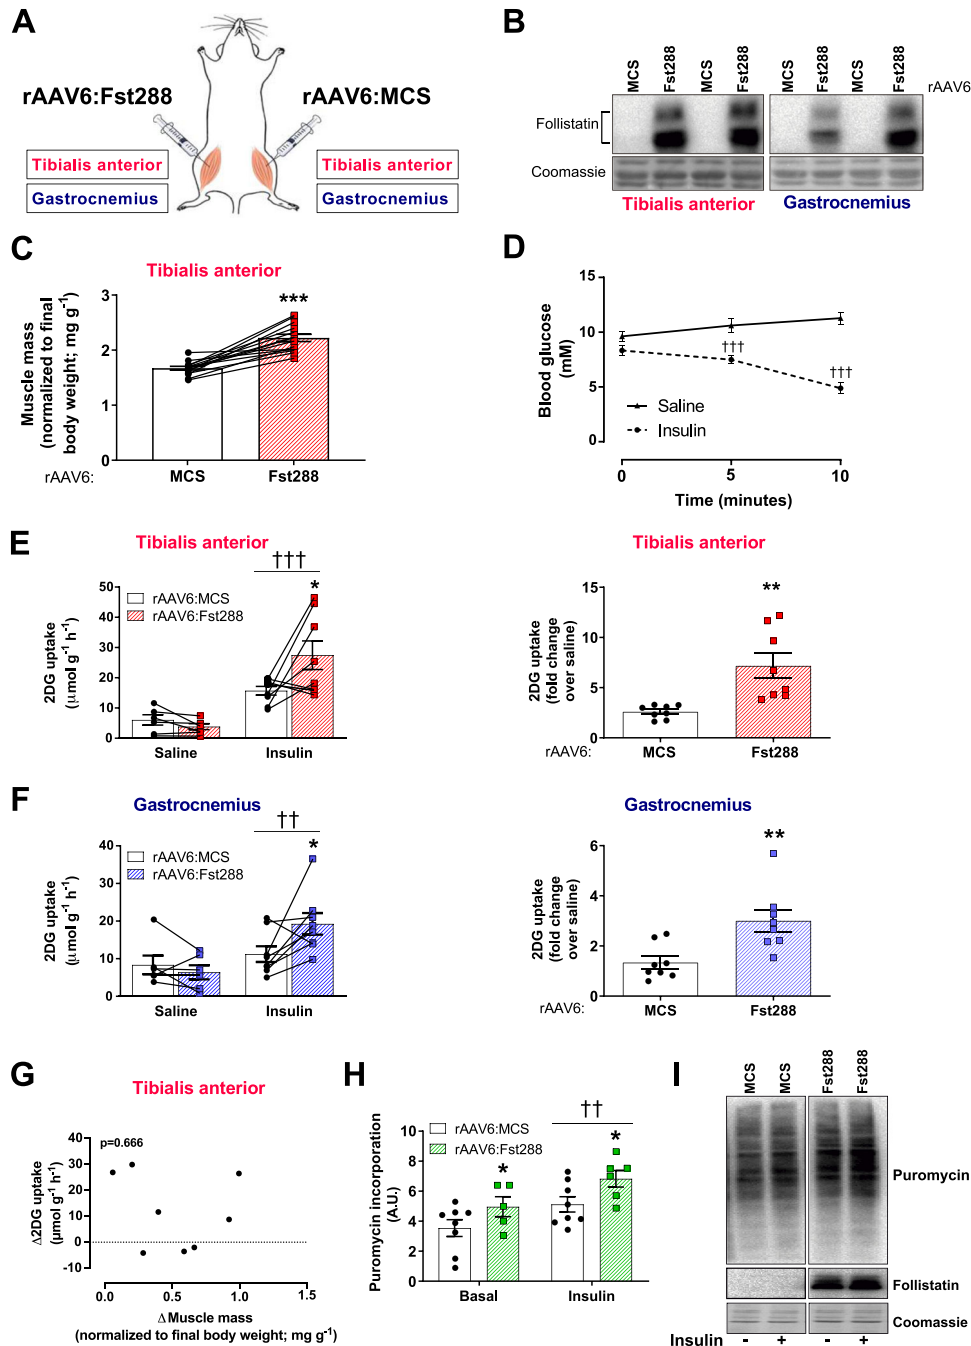 A
rAAV6:Fst288
rAAV6:MCS
Tibialis anterior
Tibialis anterior
Gastrocnemius
Gastrocnemius
B
MCS
Fst288
MCS
Fst288
MCS
Fst288
MCS
Fst288
rAAV6
Follistatin
Coomassie
Tibialis anterior
Gastrocnemius
C
Tibialis anterior
Muscle mass
(normalized to final
body weight; mg g⁻¹)
3
2
1
0
***
rAAV6:
MCS
Fst288
D
Blood glucose
(mM)
15
10
5
0
†††
†††
Saline
Insulin
0
5
10
Time (minutes)
E
Tibialis anterior
†††
*
2DG uptake
(μmol g⁻¹ h⁻¹)
50
40
30
20
10
0
rAAV6:MCS
rAAV6:Fst288
Saline
Insulin
Tibialis anterior
2DG uptake
(fold change
over saline)
15
10
5
0
**
rAAV6:
MCS
Fst288
F
Gastrocnemius
††
*
2DG uptake
(μmol g⁻¹ h⁻¹)
40
30
20
10
0
rAAV6:MCS
rAAV6:Fst288
Saline
Insulin
Gastrocnemius
2DG uptake
(fold change
over saline)
6
4
2
0
**
rAAV6:
MCS
Fst288
G
Tibialis anterior
Δ2DG uptake
(μmol g⁻¹ h⁻¹)
40
30
20
10
0
-10
p=0.666
0.0
0.5
1.0
1.5
Δ Muscle mass
(normalized to final body weight; mg g⁻¹)
H
Puromycin incorporation
(A.U.)
10
8
6
4
2
0
rAAV6:MCS
rAAV6:Fst288
††
*
*
Basal
Insulin
I
MCS
MCS
Fst288
Fst288
Puromycin
Follistatin
Coomassie
Insulin - + - +